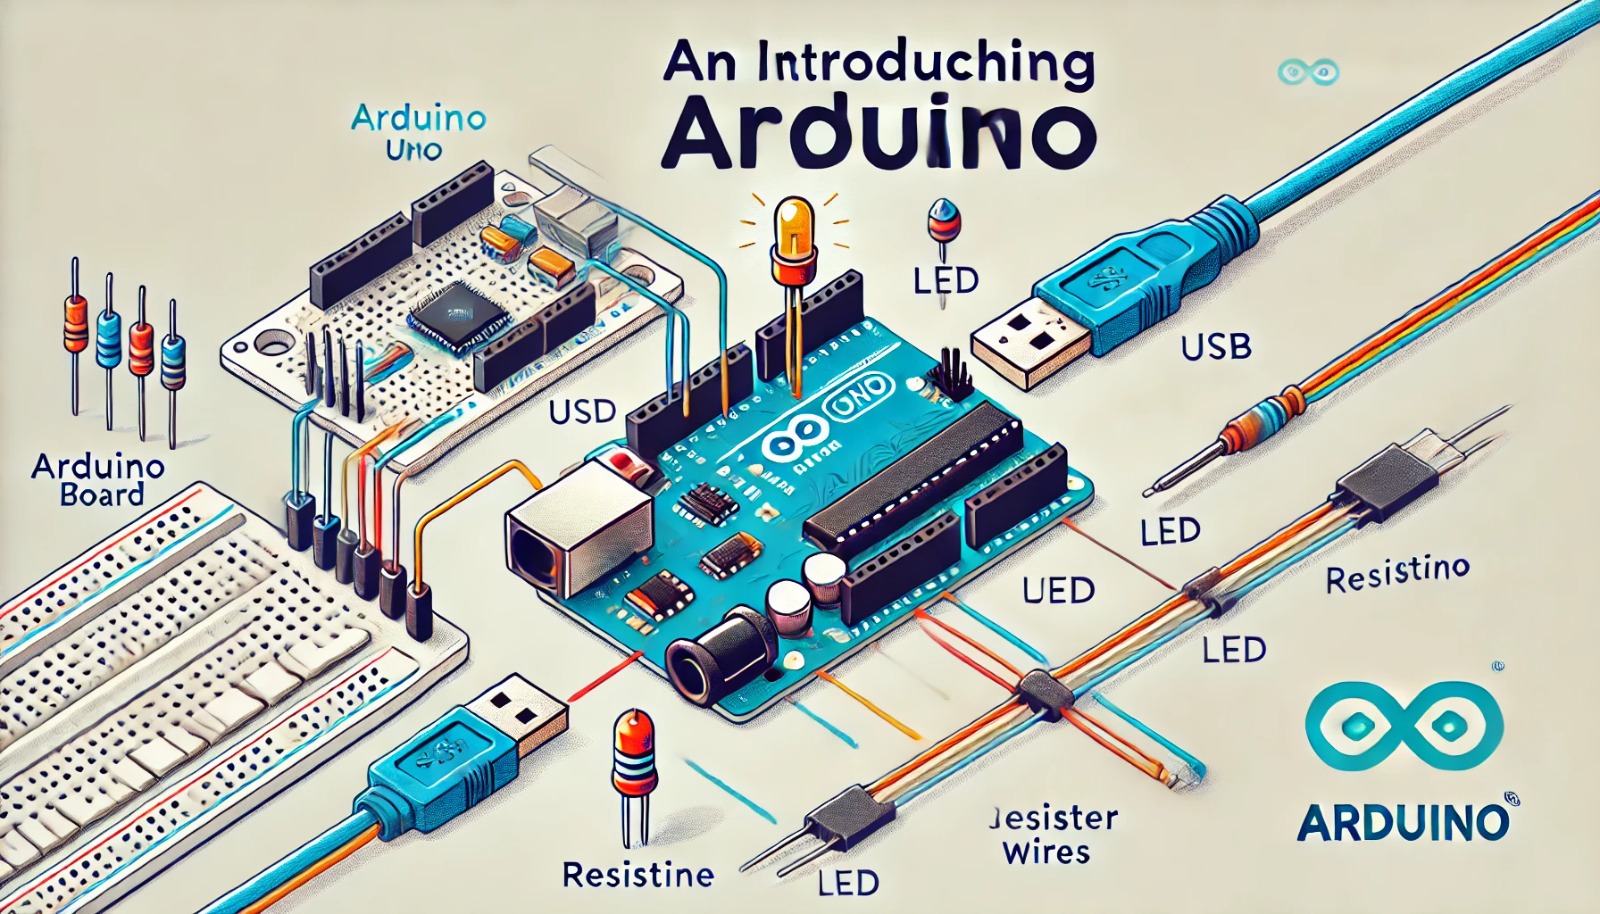 An Introduching
Arduino
Arduino
Uno
LED
USB
USD
UNO
Arduino
Board
LED
UED
Resistino
LED
Jesister
Wires
ARDUINO
Resistine
LED